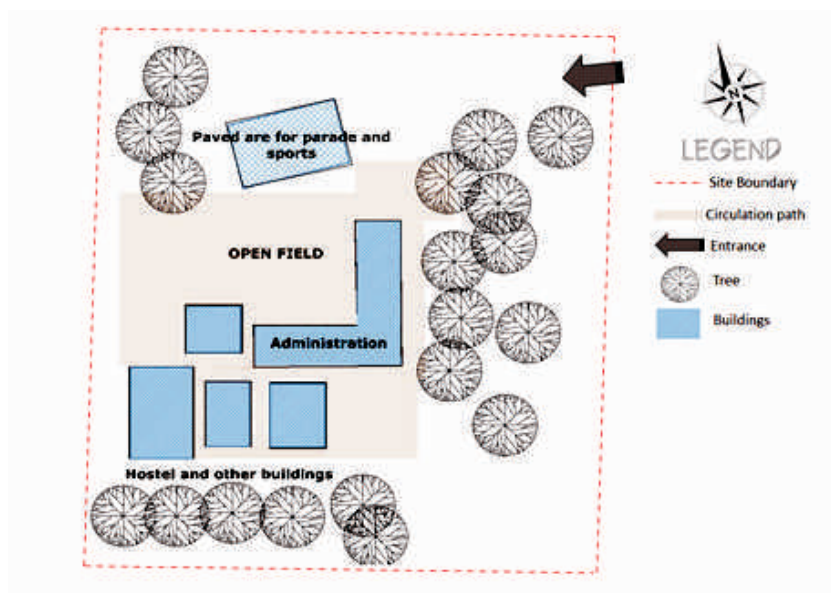 Paved are for parade and
sports
OPEN FIELD
Administration
Hostel and other buildings
N
LEGEND
Site Boundary
Circulation path
Entrance
Tree
Buildings